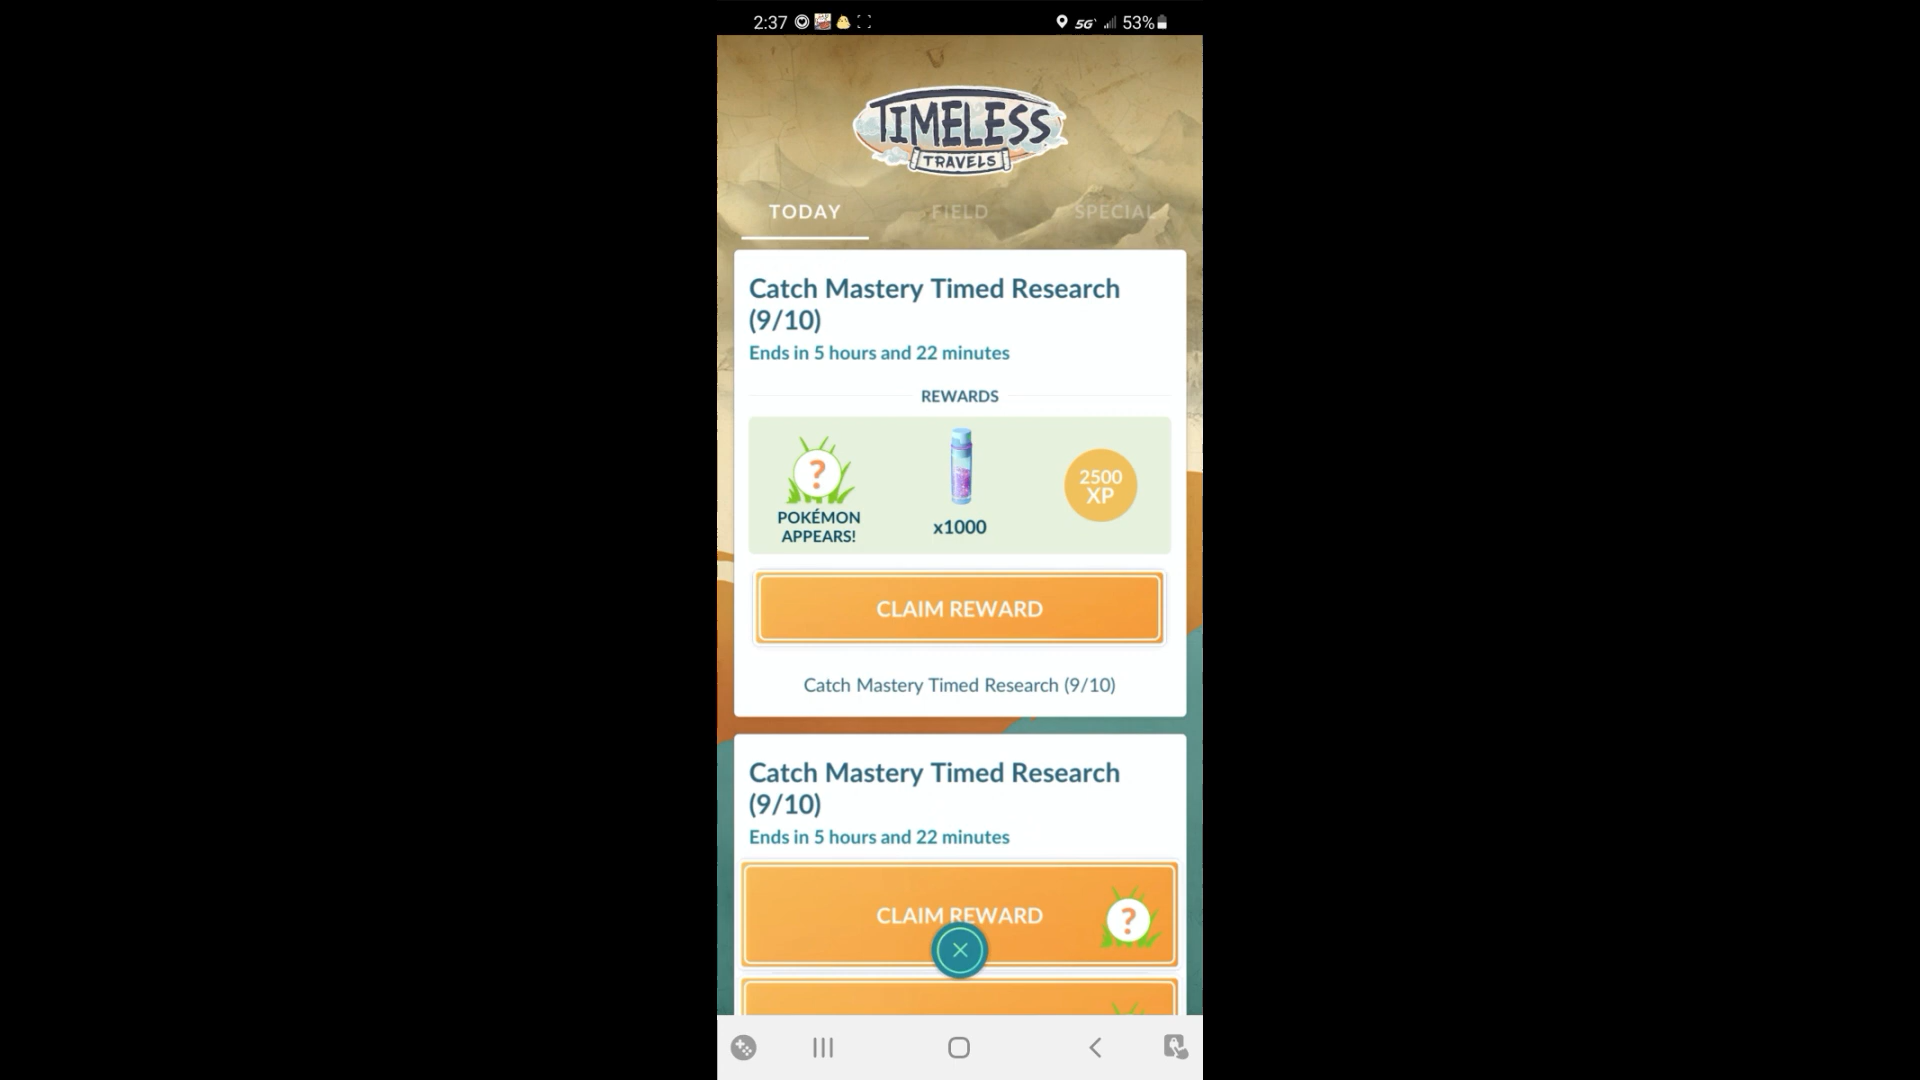 2:37
5G 53%
TIMELESS
TRAVELS
TODAY FIELD SPECIAL
Catch Mastery Timed Research
(9/10)
Ends in 5 hours and 22 minutes
REWARDS
?
2500
XP
POKÉMON
APPEARS!
x1000
CLAIM REWARD
Catch Mastery Timed Research (9/10)
Catch Mastery Timed Research
(9/10)
Ends in 5 hours and 22 minutes
CLAIM REWARD ?